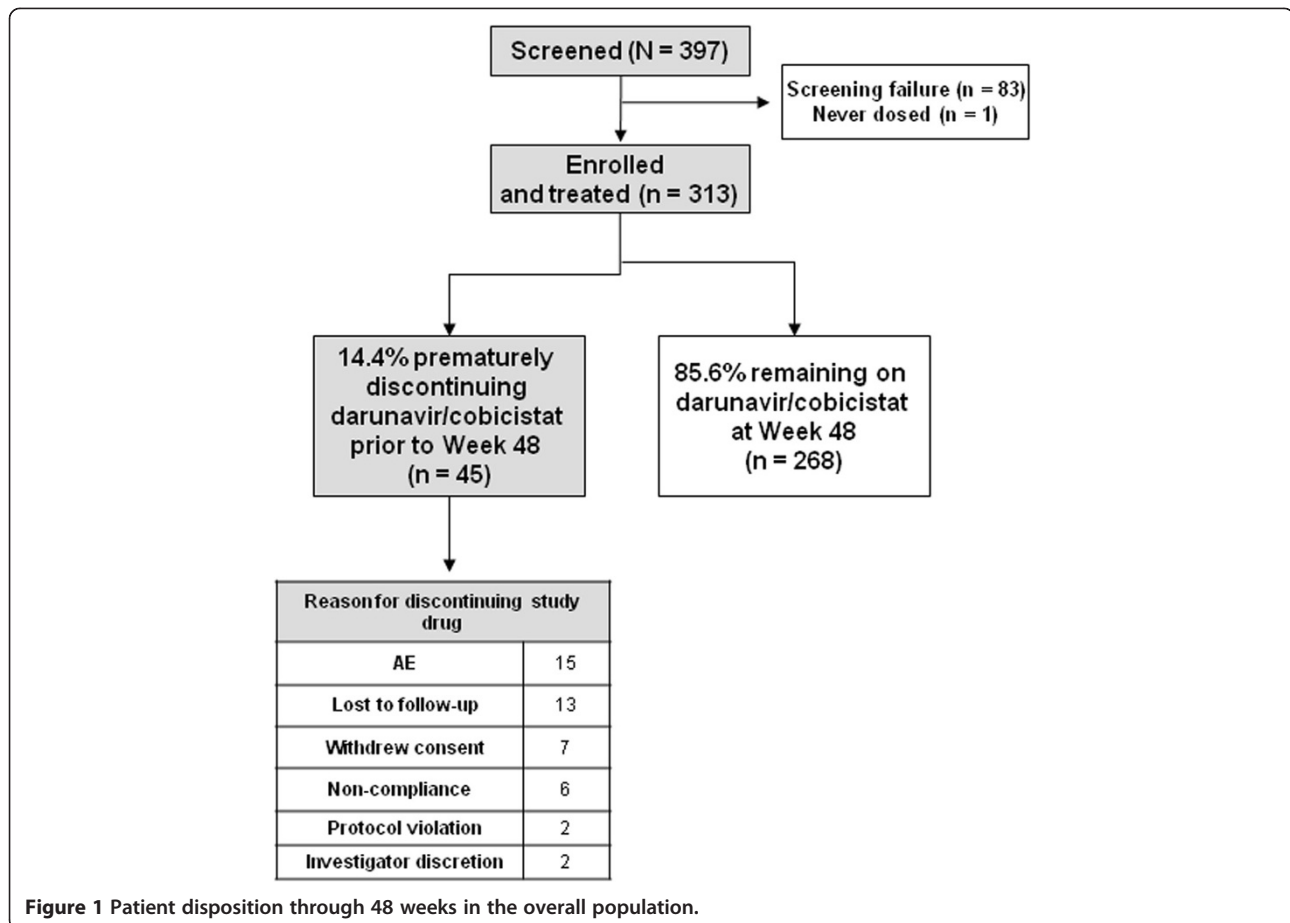 Screened (N = 397)
Screening failure (n = 83)
Never dosed (n = 1)
Enrolled
and treated (n = 313)
14.4% prematurely
discontinuing
darunavir/cobicistat
prior to Week 48
(n = 45)
85.6% remaining on
darunavir/cobicistat
at Week 48
(n = 268)
Reason for discontinuing study
drug
AE 15
Lost to follow-up 13
Withdrew consent 7
Non-compliance 6
Protocol violation 2
Investigator discretion 2
Figure 1 Patient disposition through 48 weeks in the overall population.